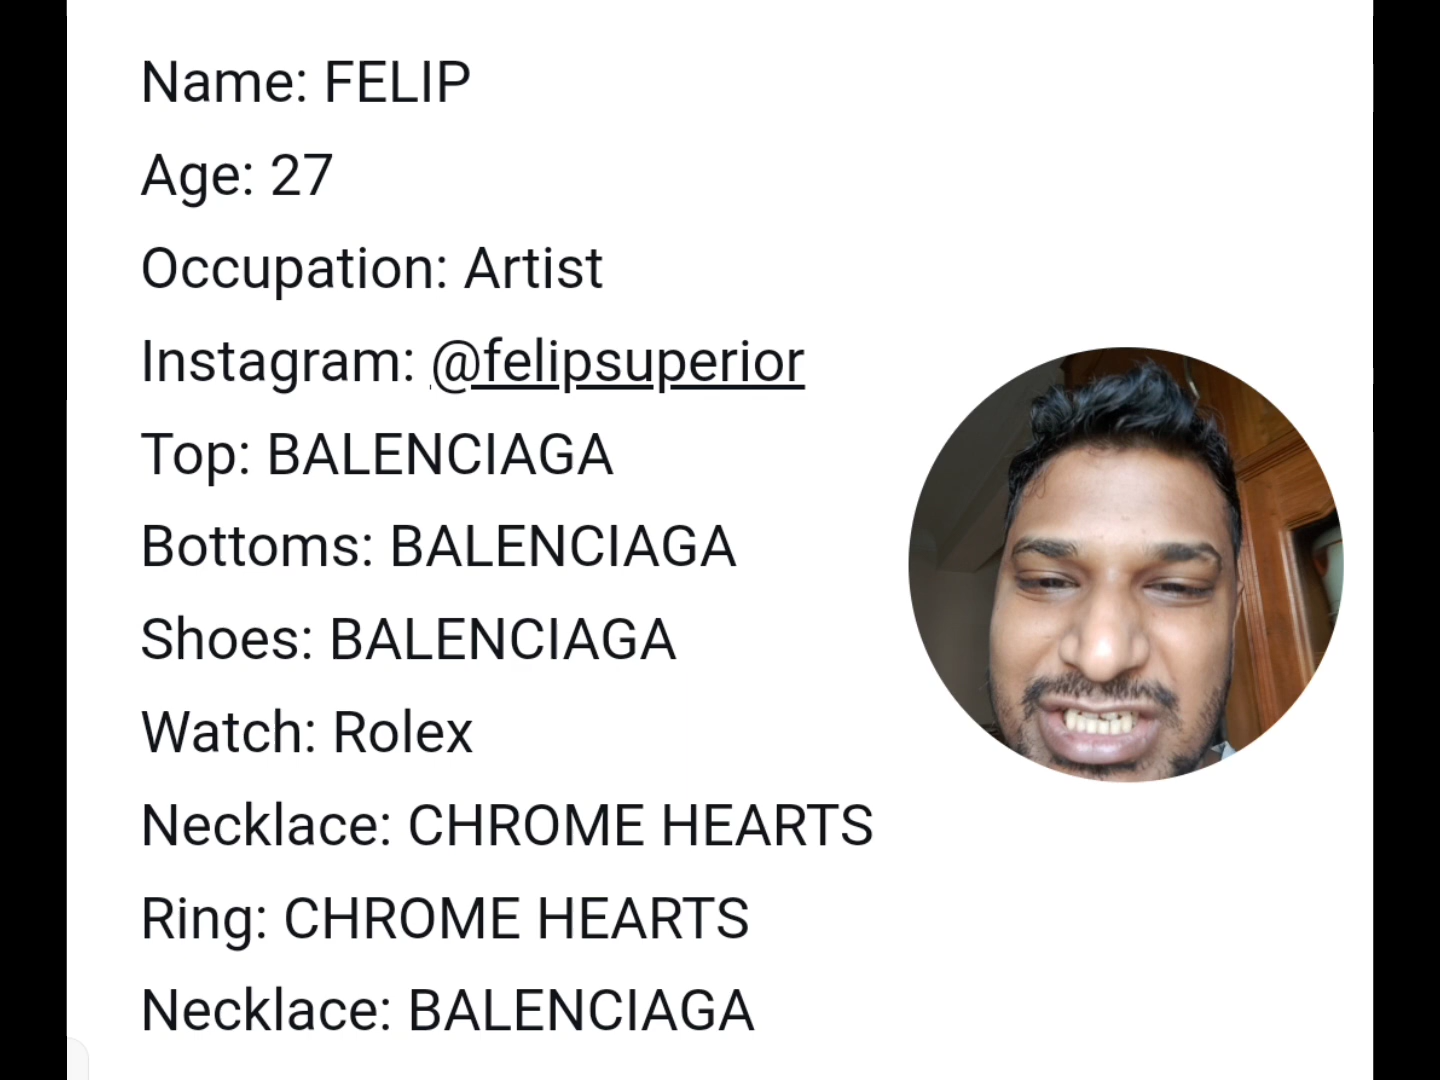 Name: FELIP
Age: 27
Occupation: Artist
Instagram: @felipsuperior
Top: BALENCIAGA
Bottoms: BALENCIAGA
Shoes: BALENCIAGA
Watch: Rolex
Necklace: CHROME HEARTS
Ring: CHROME HEARTS
Necklace: BALENCIAGA